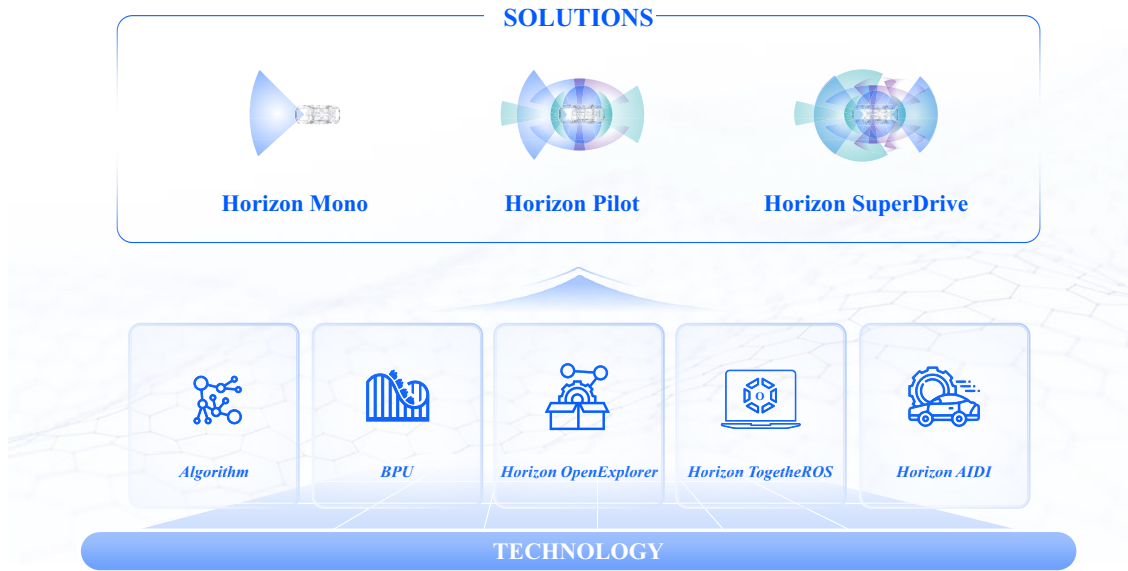 SOLUTIONS
Horizon Mono
Horizon Pilot
Horizon SuperDrive
Algorithm
BPU
Horizon OpenExplorer
Horizon TogetheROS
Horizon AIDI
TECHNOLOGY